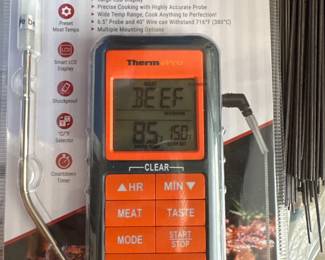 Precise Cooking with Highly Accurate Probe
Wide Temp Range, Cook Anything to Perfection!
6.5" Probe and 40" Wire can Withstand 716°F (380°C)
Multiple Mounting Options
Preset
Meat Temps
Smart LCD
Display
Shockproof
°C/°F
Selector
Countdown
Timer
ThermoPro
BEEF
85
150
CLEAR
▲HR
MIN▼
MEAT
TASTE
MODE
START
STOP